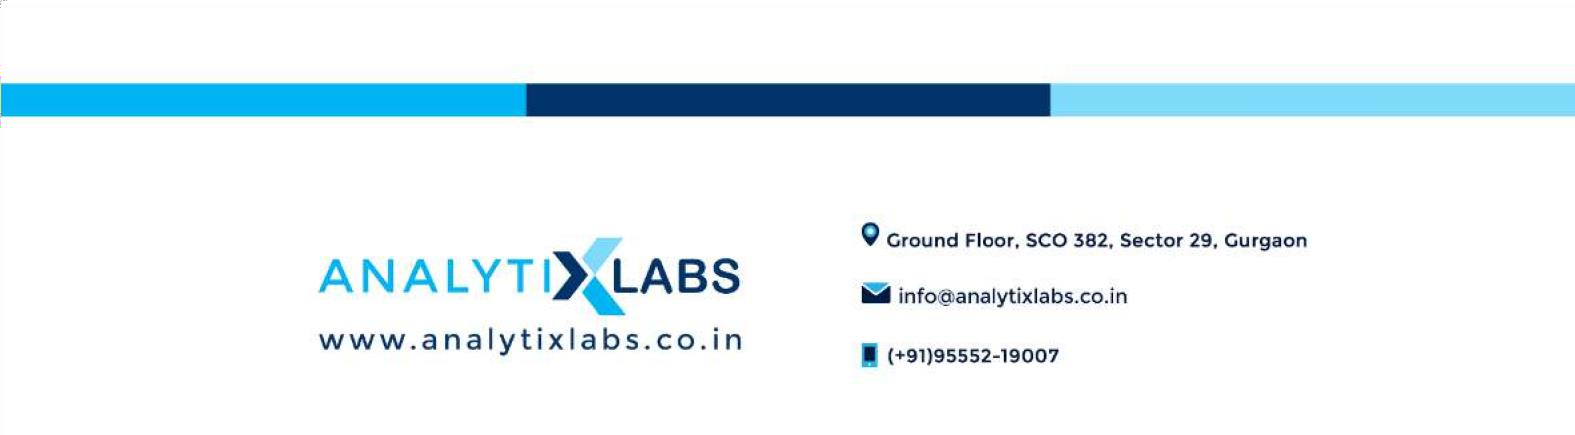 ANALYTIXLABS
www.analytixlabs.co.in
Ground Floor, SCO 382, Sector 29, Gurgaon
info@analytixlabs.co.in
(+91)95552-19007